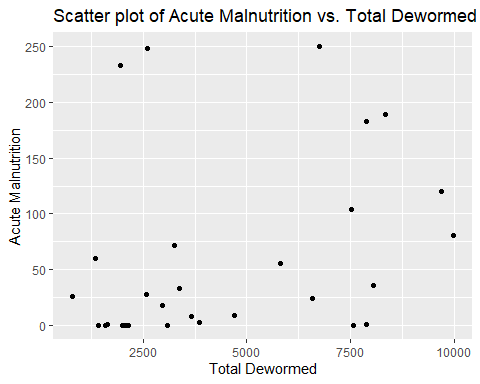 Scatter plot of Acute Malnutrition vs. Total Dewormed
250
200
150
100
50
0
Acute Malnutrition
2500 5000 7500 10000
Total Dewormed